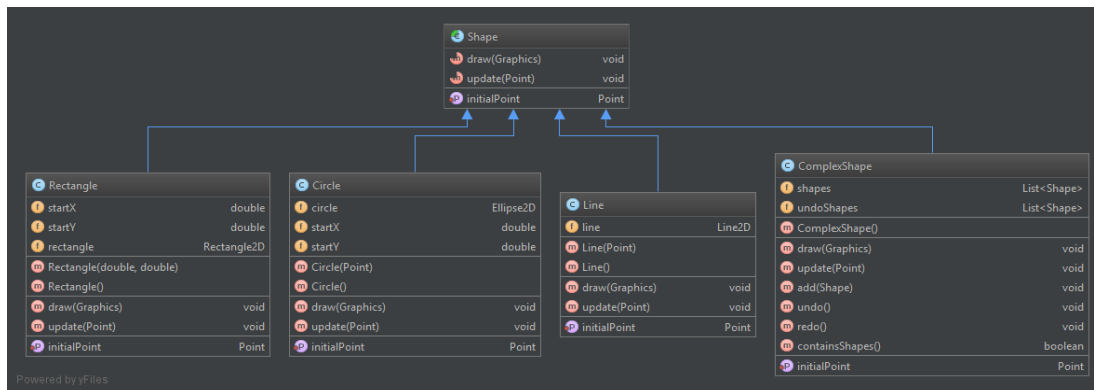 Shape
draw(Graphics) void
update(Point) void
initialPoint Point
Rectangle
startX double
startY double
rectangle Rectangle2D
Rectangle(double, double)
Rectangle()
draw(Graphics) void
update(Point) void
initialPoint Point
Circle
circle Ellipse2D
startX double
startY double
Circle(Point)
Circle()
draw(Graphics) void
update(Point) void
initialPoint Point
Line
line Line2D
Line(Point)
Line()
draw(Graphics) void
update(Point) void
initialPoint Point
ComplexShape
shapes List<Shape>
undoShapes List<Shape>
ComplexShape()
draw(Graphics) void
update(Point) void
add(Shape) void
undo() void
redo() void
containsShapes() boolean
initialPoint Point
Powered by yFiles